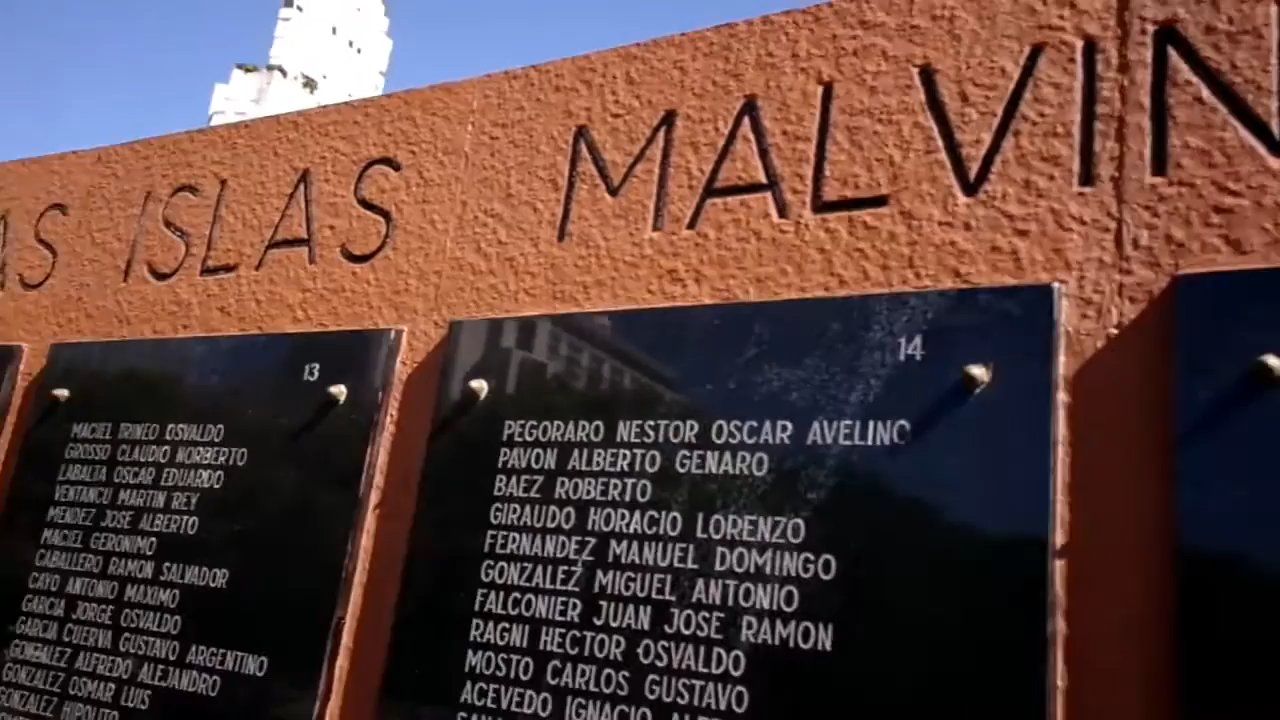 AS ISLAS MALVIN
13
MACIEL IRINEO OSVALDO
GROSSO CLAUDIO NORBERTO
LABALTA OSCAR EDUARDO
VENTANCU MARTIN REY
MENDEZ JOSE ALBERTO
MACIEL GERONIMO
CABALLERO RAMON SALVADOR
CAYO ANTONIO MAXIMO
GARCIA JORGE OSVALDO
GARCIA CUERVA GUSTAVO ARGENTINO
GONZALEZ ALFREDO ALEJANDRO
GONZALEZ OSMAR LUIS
GONZALEZ HIPOLITO
14
PEGORARO NESTOR OSCAR AVELINO
PAVON ALBERTO GENARO
BAEZ ROBERTO
GIRAUDO HORACIO LORENZO
FERNANDEZ MANUEL DOMINGO
GONZALEZ MIGUEL ANTONIO
FALCONIER JUAN JOSE RAMON
RAGNI HECTOR OSVALDO
MOSTO CARLOS GUSTAVO
ACEVEDO IGNACIO